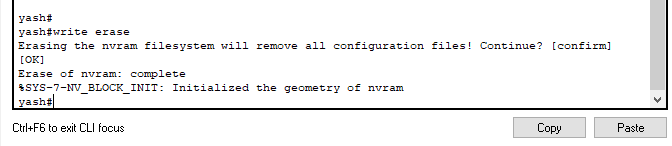 yash#
yash#write erase
Erasing the nvram filesystem will remove all configuration files! Continue? [confirm]
[OK]
Erase of nvram: complete
%SYS-7-NV_BLOCK_INIT: Initialized the geometry of nvram
yash#
Ctrl+F6 to exit CLI focus
Copy
Paste